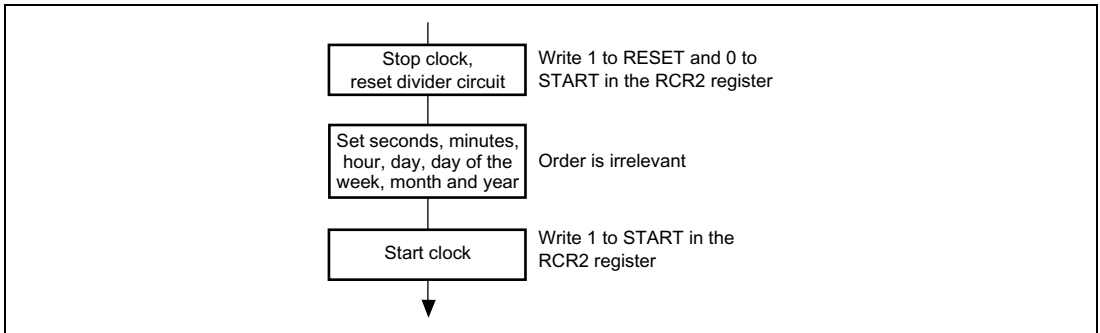 Stop clock,
reset divider circuit
Write 1 to RESET and 0 to
START in the RCR2 register
Set seconds, minutes,
hour, day, day of the
week, month and year
Order is irrelevant
Start clock
Write 1 to START in the
RCR2 register